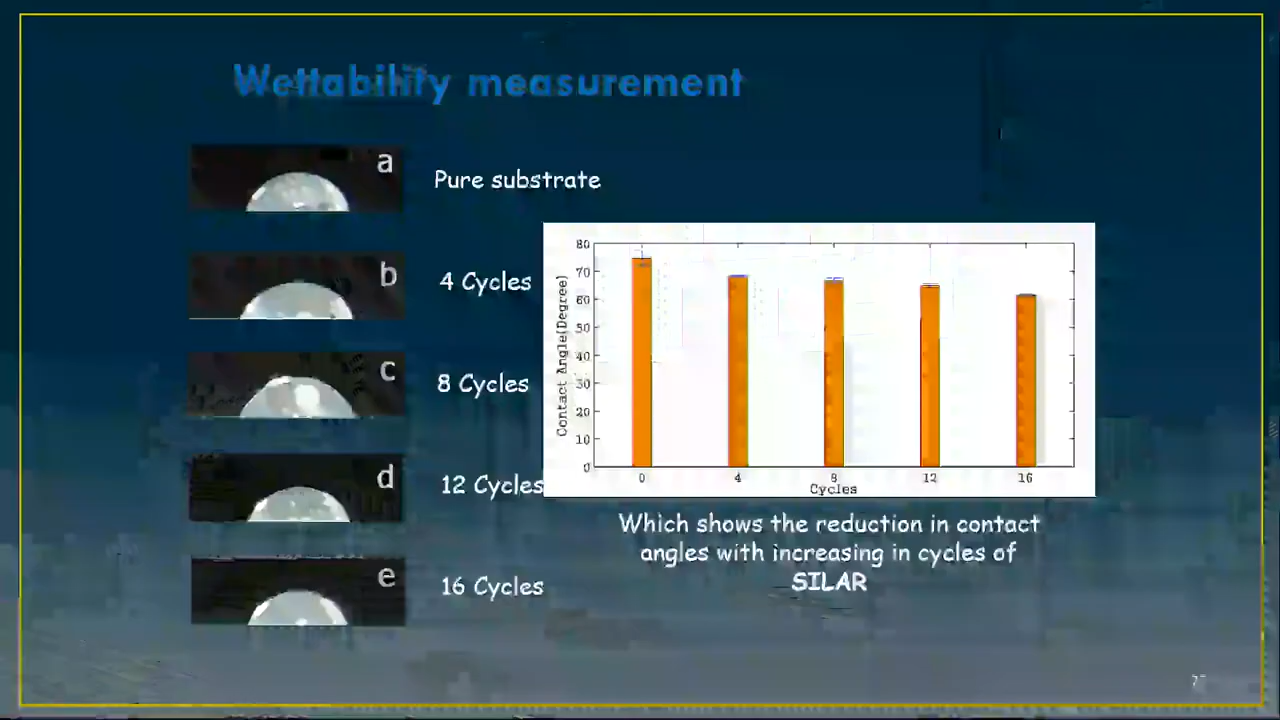 Wettability measurement
a
Pure substrate
b
4 Cycles
c
8 Cycles
d
12 Cycles
e
16 Cycles
Contact Angle(Degree)
80
70
60
50
40
30
20
10
0
0 4 8 12 16
Cycles
Which shows the reduction in contact
angles with increasing in cycles of
SILAR